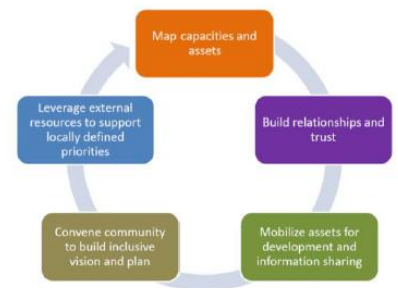 Map capacities and
assets
Build relationships and
trust
Mobilize assets for
development and
information sharing
Convene community
to build inclusive
vision and plan
Leverage external
resources to support
locally defined
priorities